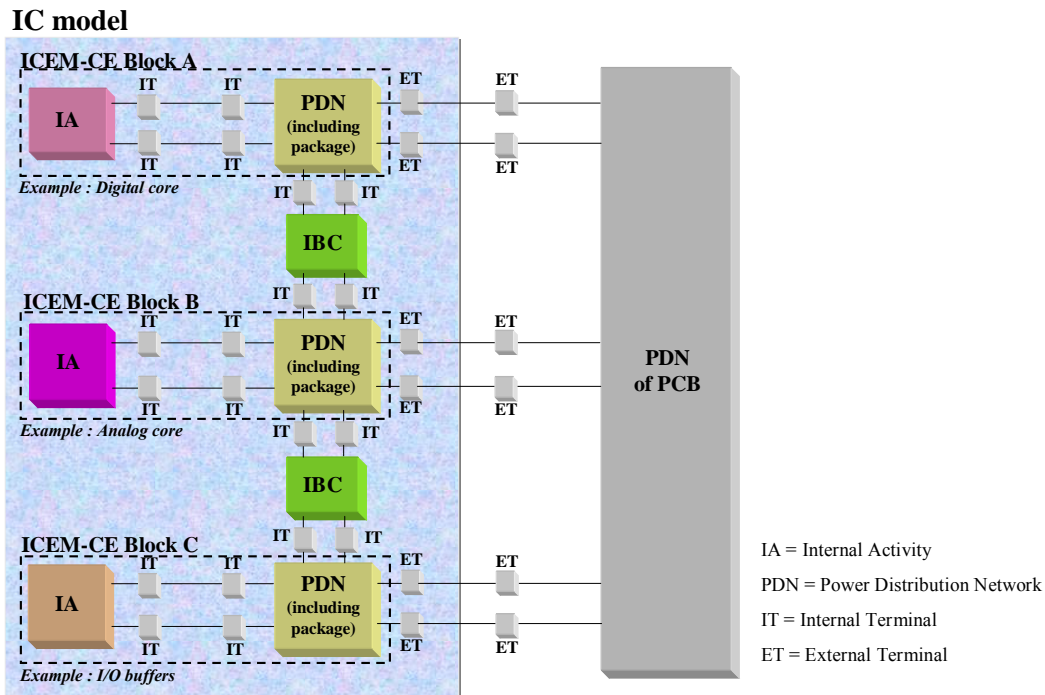 IC model
ICEM-CE Block A
IT IT ET ET
IA
PDN
(including
package)
IT IT ET ET
Example : Digital core
IT IT
IBC
IT IT
ICEM-CE Block B
IT IT ET ET
IA
PDN
(including
package)
IT IT ET ET
Example : Analog core
IT IT
IBC
IT IT
ICEM-CE Block C
IT IT ET ET
IA
PDN
(including
package)
IT IT ET ET
Example : I/O buffers
PDN
of PCB
IA = Internal Activity
PDN = Power Distribution Network
IT = Internal Terminal
ET = External Terminal